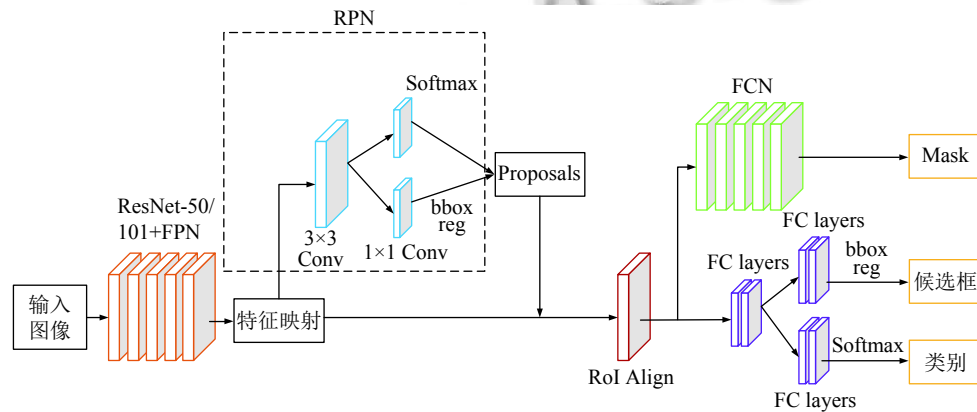 RPN
Softmax
FCN
Proposals
Mask
ResNet-50/
101+FPN
3×3
Conv
1×1 Conv
bbox
reg
FC layers
FC layers
bbox
reg
输入
图像
特征映射
候选框
RoI Align
Softmax
类别
FC layers